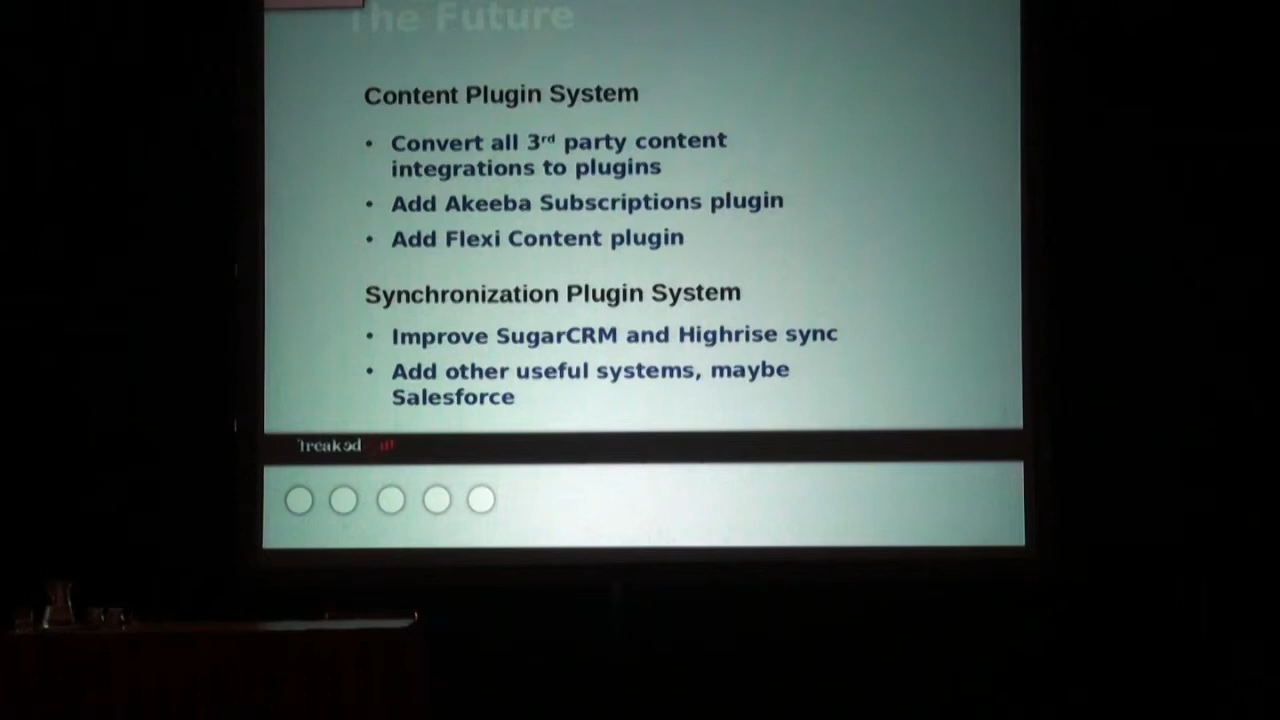 The Future
Content Plugin System
• Convert all 3rd party content
integrations to plugins
• Add Akeeba Subscriptions plugin
• Add Flexi Content plugin
Synchronization Plugin System
• Improve SugarCRM and Highrise sync
• Add other useful systems, maybe
Salesforce